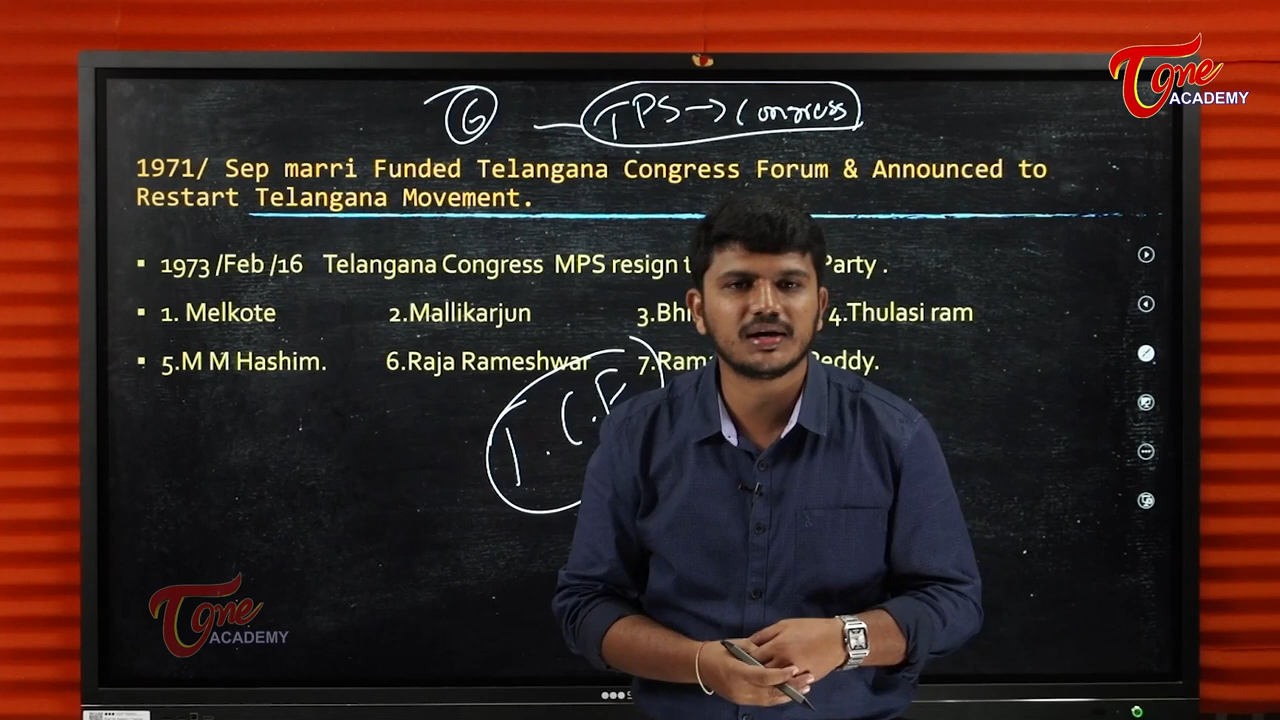 Tone
ACADEMY
6 TPS → Congress
1971/ Sep marri Funded Telangana Congress Forum & Announced to
Restart Telangana Movement.
▪ 1973 /Feb /16 Telangana Congress MPS resign Party .
▪ 1. Melkote 2.Mallikarjun 3. 4.Thulasi ram
▪ 5.M M Hashim. 6.Raja Rameshwar 7. Reddy.
T.C.F
Tone
ACADEMY